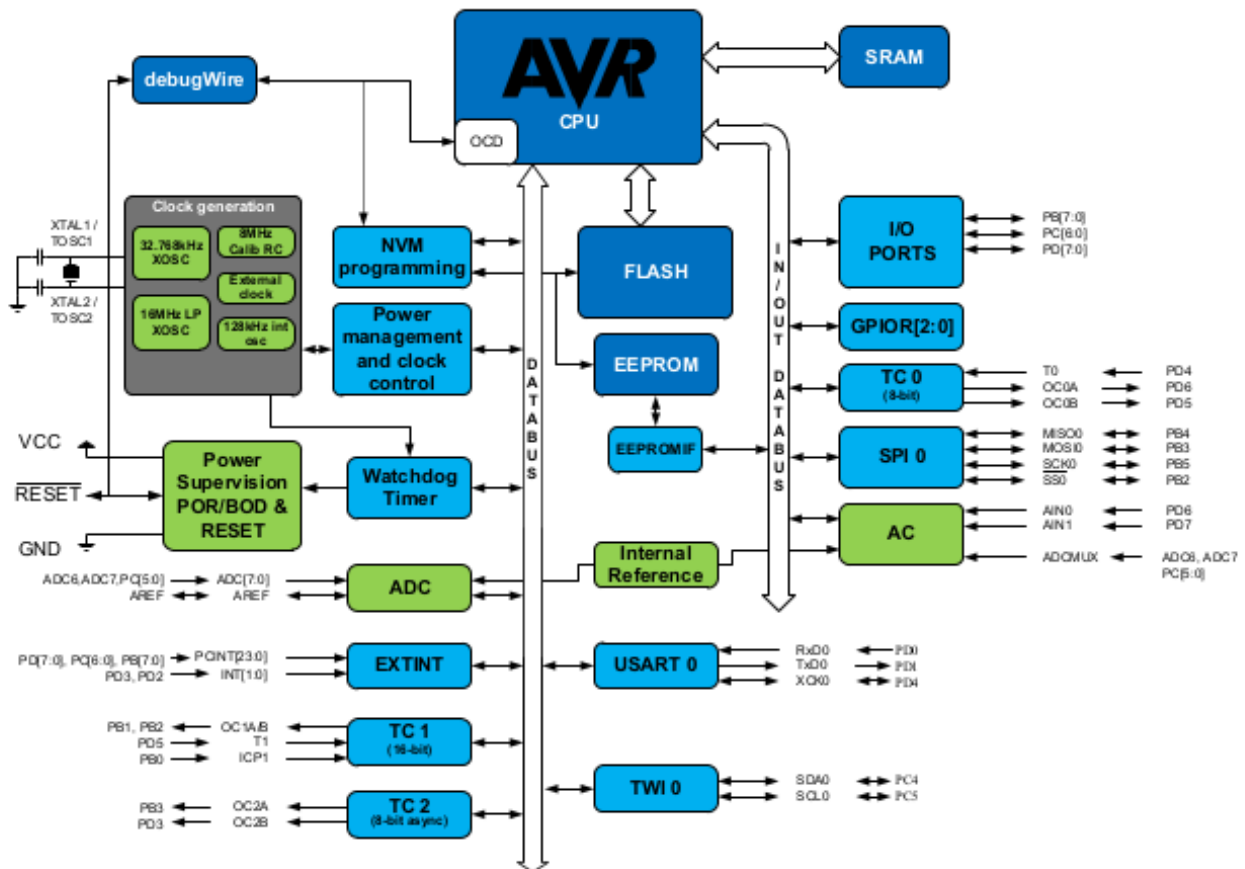 AVR
CPU
OCD
SRAM
debugWire
Clock generation
XTAL1 /
TOSC1
32.768kHz
XOSC
8MHz
Calib RC
External
clock
XTAL2 /
TOSC2
16MHz LP
XOSC
128kHz int
osc
NVM
programming
FLASH
Power
management
and clock
control
EEPROM
EEPROMIF
DATABUS
IN/OUT DATABUS
I/O
PORTS
PB[7:0]
PC[6:0]
PD[7:0]
GPIOR[2:0]
TC 0
(8-bit)
T0 PD4
OC0A PD6
OC0B PD5
SPI 0
MISO0 PB4
MOSI0 PB3
SCK0 PB5
SS0 PB2
AC
AIN0 PD6
AIN1 PD7
ADCMUX ADC6, ADC7
PC[5:0]
VCC
RESET
GND
Power
Supervision
POR/BOD &
RESET
Watchdog
Timer
Internal
Reference
ADC6,ADC7,PC[5:0] ADC[7:0]
AREF AREF
ADC
PD[7:0], PC[6:0], PB[7:0] PCINT[23:0]
PD3, PD2 INT[1:0]
EXTINT
USART 0
RxD0 PD0
TxD0 PD1
XCK0 PD4
PB1, PB2 OC1A/B
PD5 T1
PB0 ICP1
TC 1
(16-bit)
TWI 0
SDA0 PC4
SCL0 PC5
PB3 OC2A
PD3 OC2B
TC 2
(8-bit async)